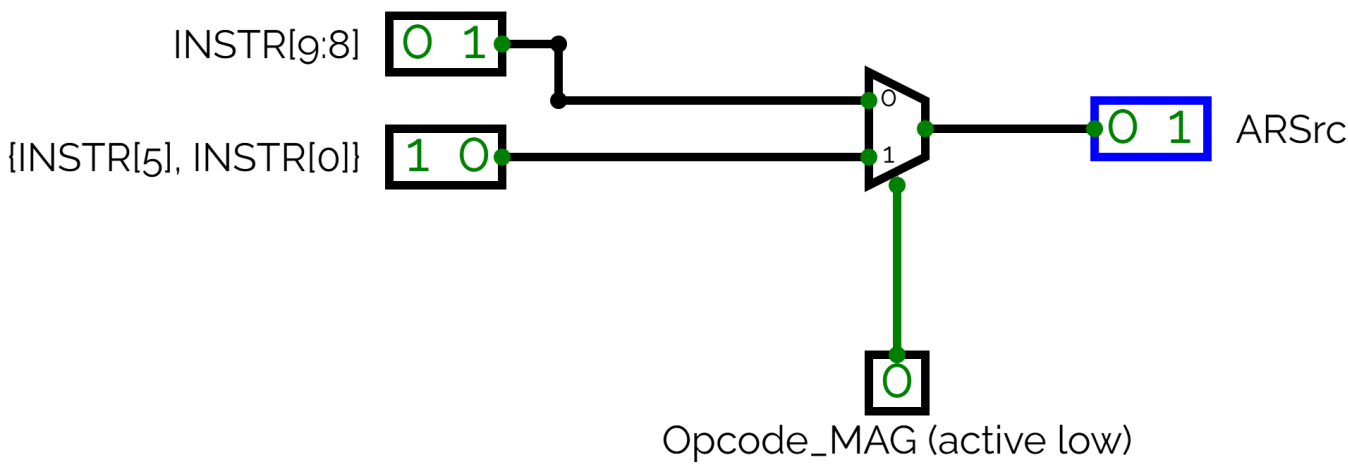 INSTR[9:8]
0 1
0
0 1
ARSrc
{INSTR[5], INSTR[0]}
1 0
1
0
Opcode_MAG (active low)